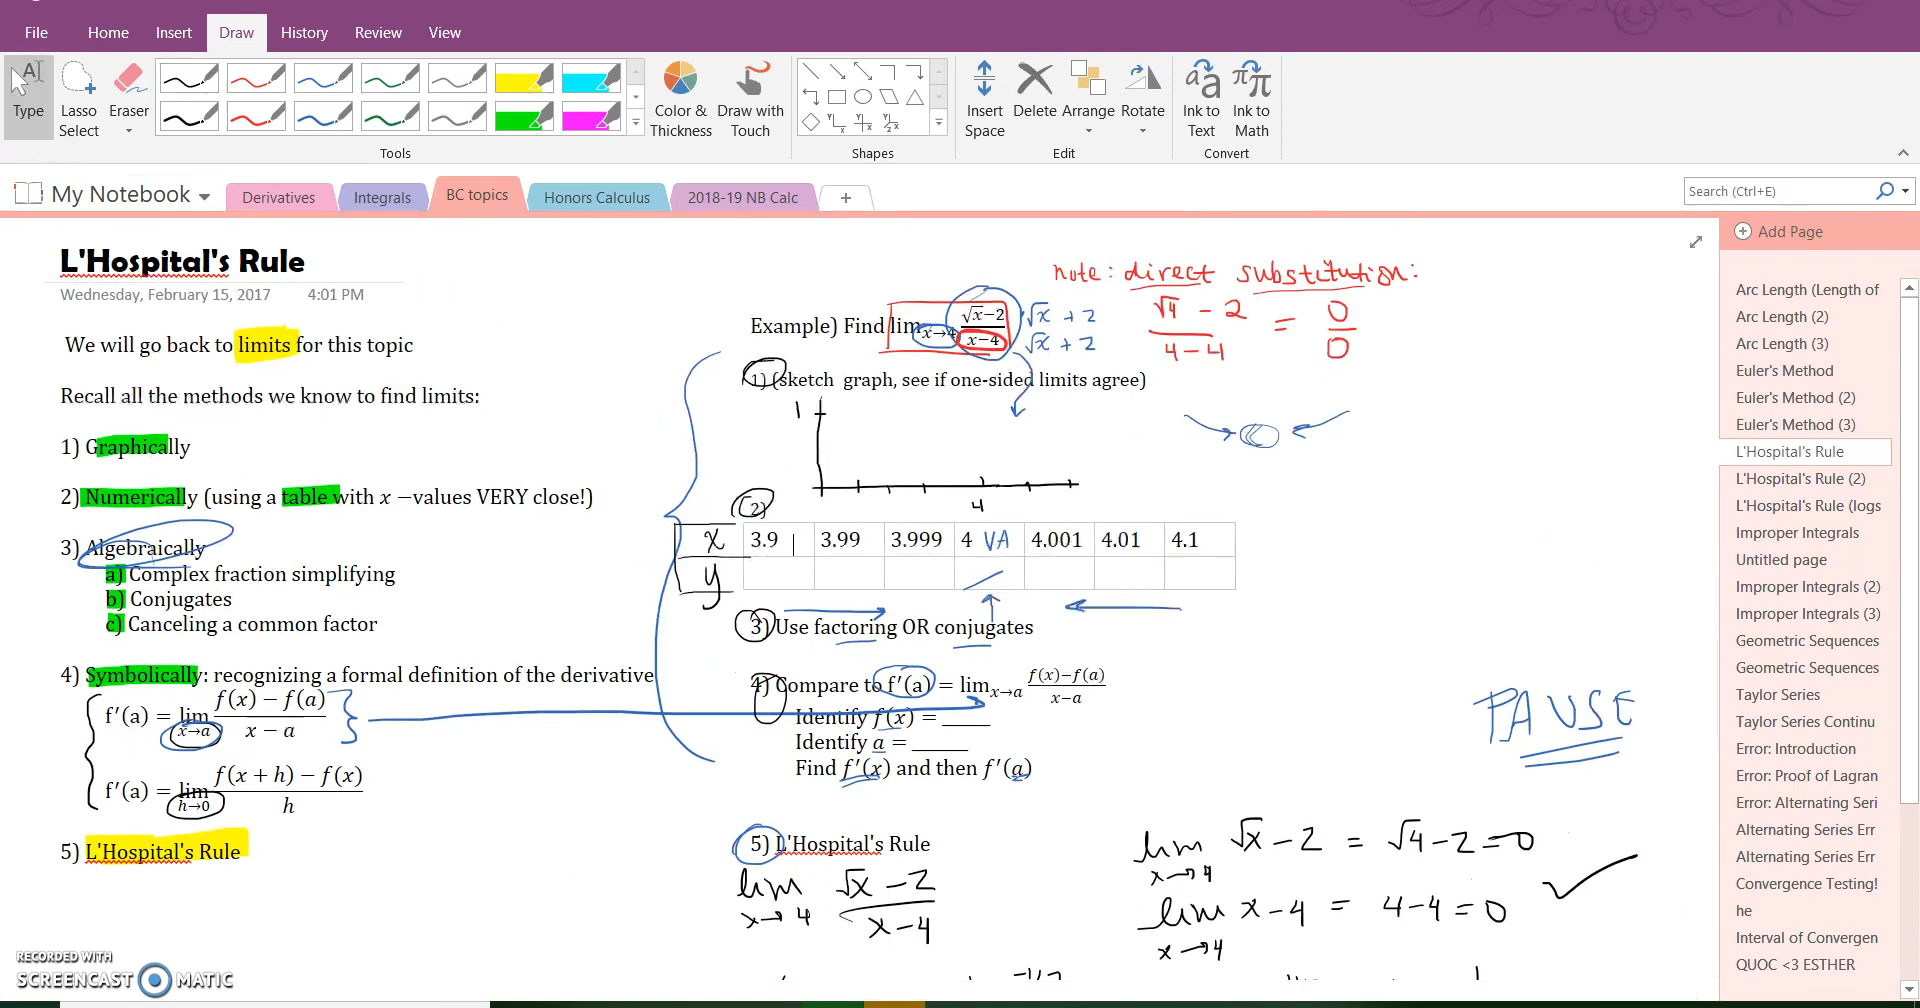 File Home Insert Draw History Review View
Type
Lasso Select
Eraser
Color & Thickness
Draw with Touch
Insert Space
Delete
Arrange
Rotate
Ink to Text
Ink to Math
Tools Shapes Edit Convert
My Notebook
Derivatives Integrals BC topics Honors Calculus 2018-19 NB Calc +
Search (Ctrl+E)
Add Page
L'Hospital's Rule
Wednesday, February 15, 2017 4:01 PM
We will go back to limits for this topic
Recall all the methods we know to find limits:
1) Graphically
2) Numerically (using a table with x −values VERY close!)
3) Algebraically
a) Complex fraction simplifying
b) Conjugates
c) Canceling a common factor
4) Symbolically: recognizing a formal definition of the derivative
f'(a) = lim x→a f(x) − f(a) / x − a
f'(a) = lim h→0 f(x + h) − f(x) / h
5) L'Hospital's Rule
note: direct substitution:
Example) Find lim x→4 √x−2 / x−4
√x + 2
√x + 2
√4 − 2 / 4 − 4 = 0 / 0
1) (sketch graph, see if one-sided limits agree)
1
4
2)
x 3.9 3.99 3.999 4 VA 4.001 4.01 4.1
y
3) Use factoring OR conjugates
4) Compare to f'(a) = lim x→a f(x)−f(a) / x−a
Identify f(x) = ____
Identify a = _____
Find f'(x) and then f'(a)
PAUSE
5) L'Hospital's Rule
lim x→4 √x − 2 / x − 4
lim x→4 √x − 2 = √4 − 2 = 0
lim x→4 x − 4 = 4 − 4 = 0
Arc Length (Length of
Arc Length (2)
Arc Length (3)
Euler's Method
Euler's Method (2)
Euler's Method (3)
L'Hospital's Rule
L'Hospital's Rule (2)
L'Hospital's Rule (logs
Improper Integrals
Untitled page
Improper Integrals (2)
Improper Integrals (3)
Geometric Sequences
Geometric Sequences
Taylor Series
Taylor Series Continu
Error: Introduction
Error: Proof of Lagran
Error: Alternating Seri
Alternating Series Err
Alternating Series Err
Convergence Testing!
he
Interval of Convergen
QUOC <3 ESTHER
RECORDED WITH
SCREENCAST MATIC